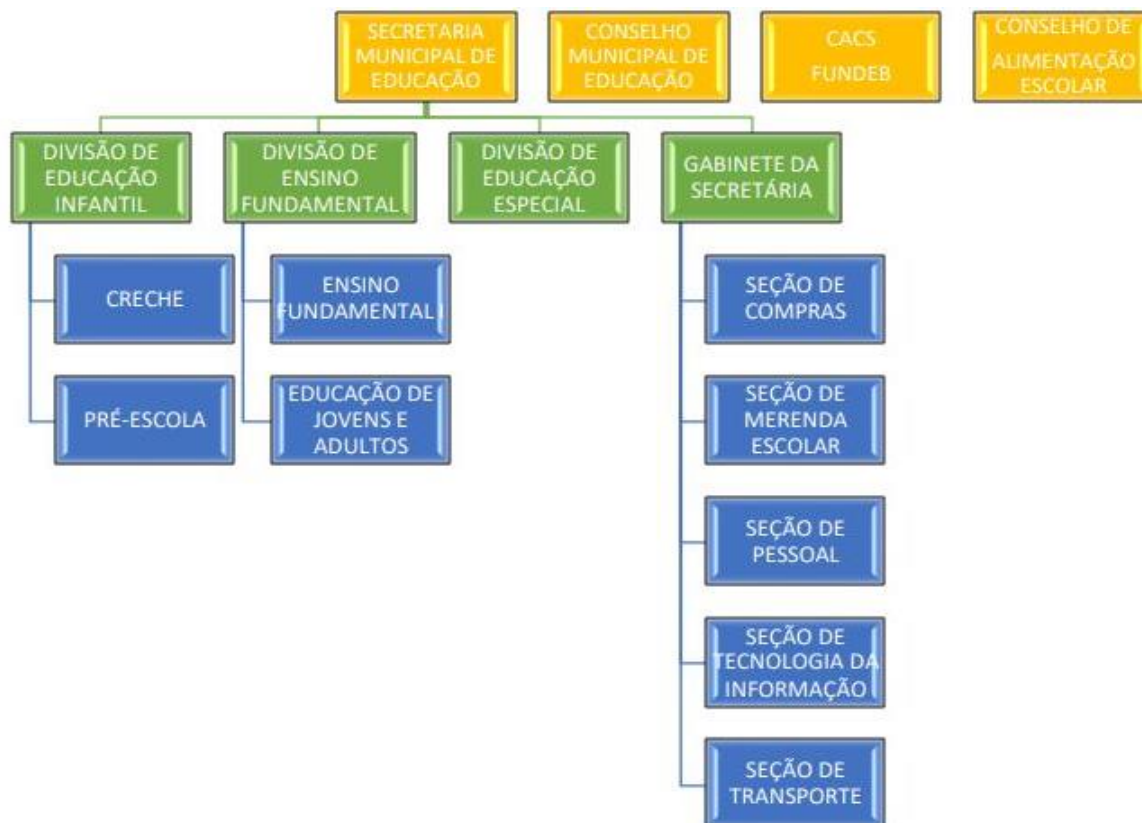 SECRETARIA
MUNICIPAL DE
EDUCAÇÃO
CONSELHO
MUNICIPAL DE
EDUCAÇÃO
CACS
FUNDEB
CONSELHO DE
ALIMENTAÇÃO
ESCOLAR
DIVISÃO DE
EDUCAÇÃO
INFANTIL
DIVISÃO DE
ENSINO
FUNDAMENTAL
DIVISÃO DE
EDUCAÇÃO
ESPECIAL
GABINETE DA
SECRETÁRIA
CRECHE
PRÉ-ESCOLA
ENSINO
FUNDAMENTAL I
EDUCAÇÃO DE
JOVENS E
ADULTOS
SEÇÃO DE
COMPRAS
SEÇÃO DE
MERENDA
ESCOLAR
SEÇÃO DE
PESSOAL
SEÇÃO DE
TECNOLOGIA DA
INFORMAÇÃO
SEÇÃO DE
TRANSPORTE